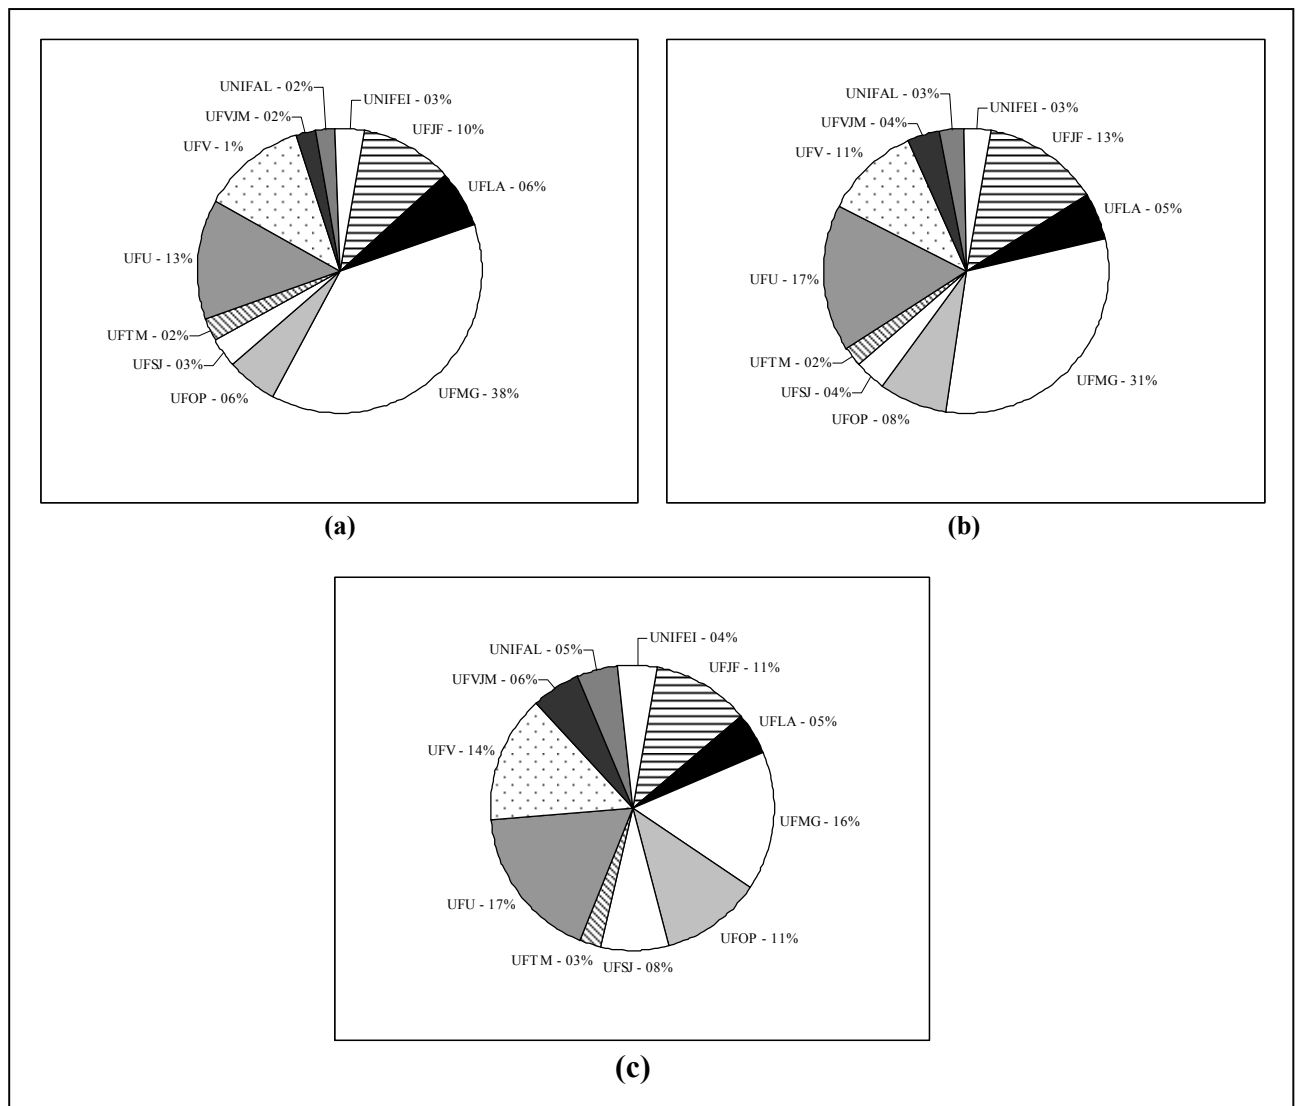 UNIFAL - 02%
UNIFEI - 03%
UFVJM - 02%
UFJF - 10%
UFV - 1%
UFLA - 06%
UFU - 13%
UFTM - 02%
UFSJ - 03%
UFOP - 06%
UFMG - 38%
(a)
UNIFAL - 03%
UNIFEI - 03%
UFVJM - 04%
UFJF - 13%
UFV - 11%
UFLA - 05%
UFU - 17%
UFTM - 02%
UFSJ - 04%
UFMG - 31%
UFOP - 08%
(b)
UNIFEI - 04%
UNIFAL - 05%
UFJF - 11%
UFVJM - 06%
UFLA - 05%
UFV - 14%
UFMG - 16%
UFU - 17%
UFOP - 11%
UFTM - 03%
UFSJ - 08%
(c)